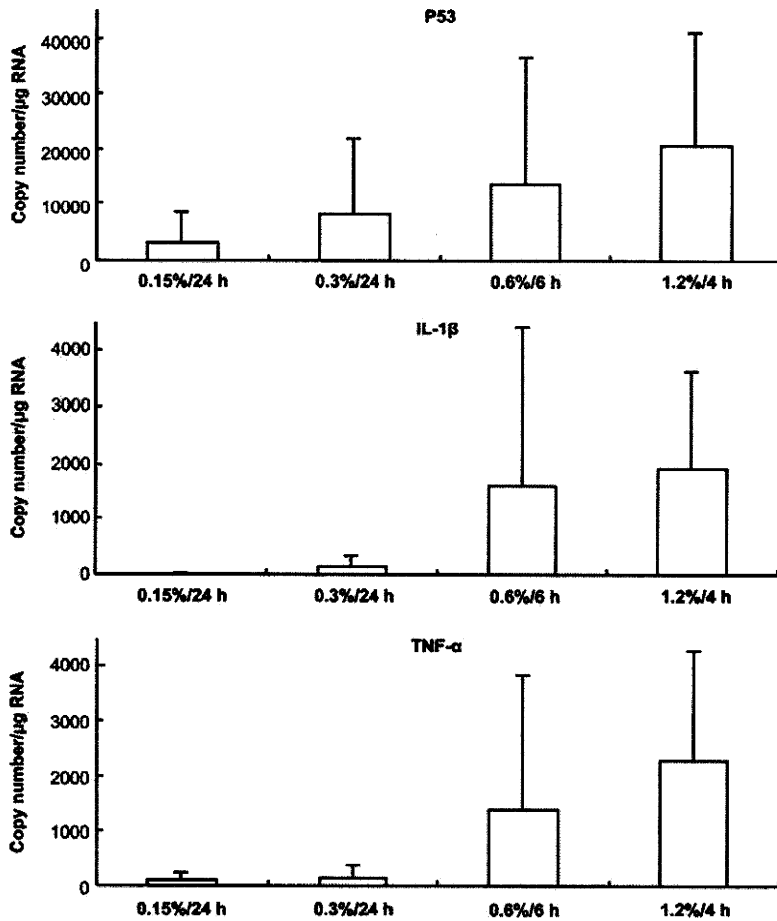 P53
Copy number/µg RNA
40000
30000
20000
10000
0
0.15%/24 h 0.3%/24 h 0.6%/6 h 1.2%/4 h
IL-1β
Copy number/µg RNA
4000
3000
2000
1000
0
0.15%/24 h 0.3%/24 h 0.6%/6 h 1.2%/4 h
TNF-α
Copy number/µg RNA
4000
3000
2000
1000
0
0.15%/24 h 0.3%/24 h 0.6%/6 h 1.2%/4 h